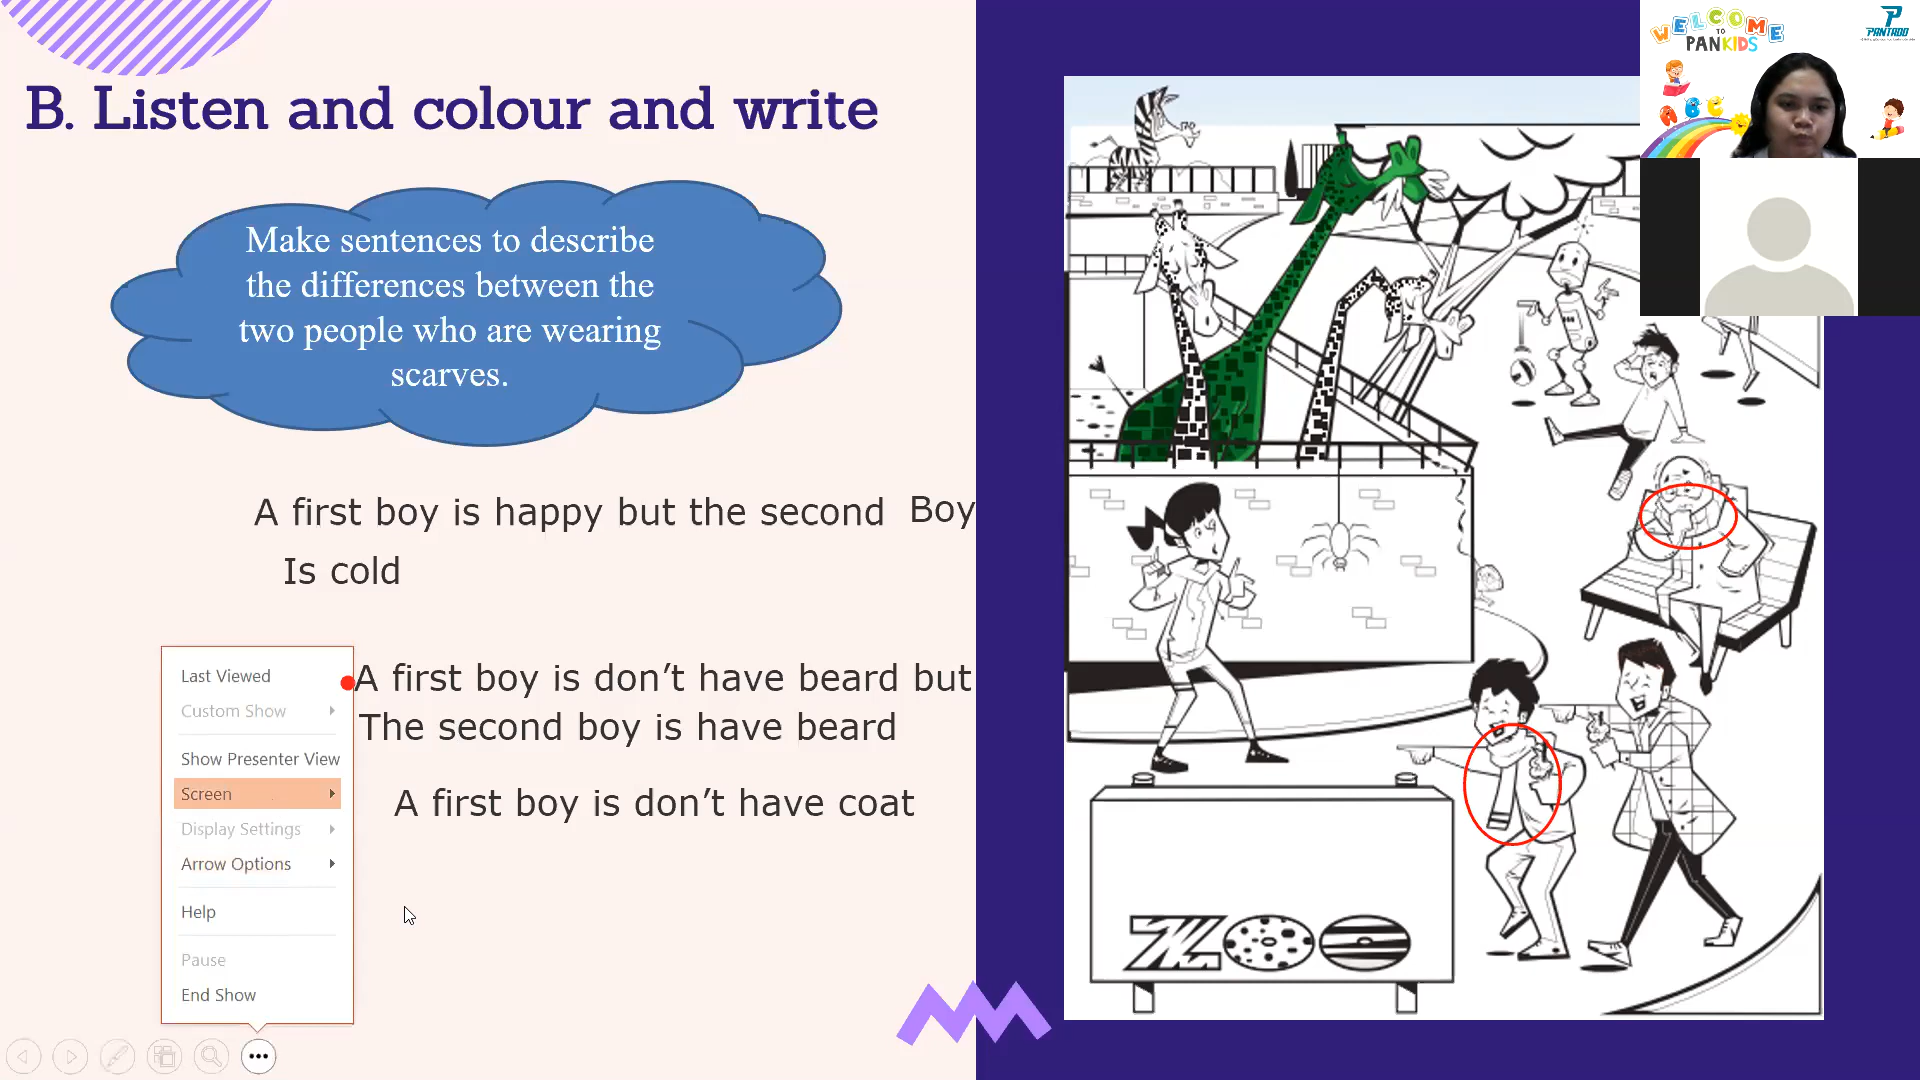 B. Listen and colour and write
Make sentences to describe
the differences between the
two people who are wearing
scarves.
A first boy is happy but the second Boy
Is cold
A first boy is don’t have beard but
The second boy is have beard
A first boy is don’t have coat
Last Viewed
Custom Show
Show Presenter View
Screen
Display Settings
Arrow Options
Help
Pause
End Show
ZOO
WELCOME
TO
PANKIDS
ABC
PANTADO